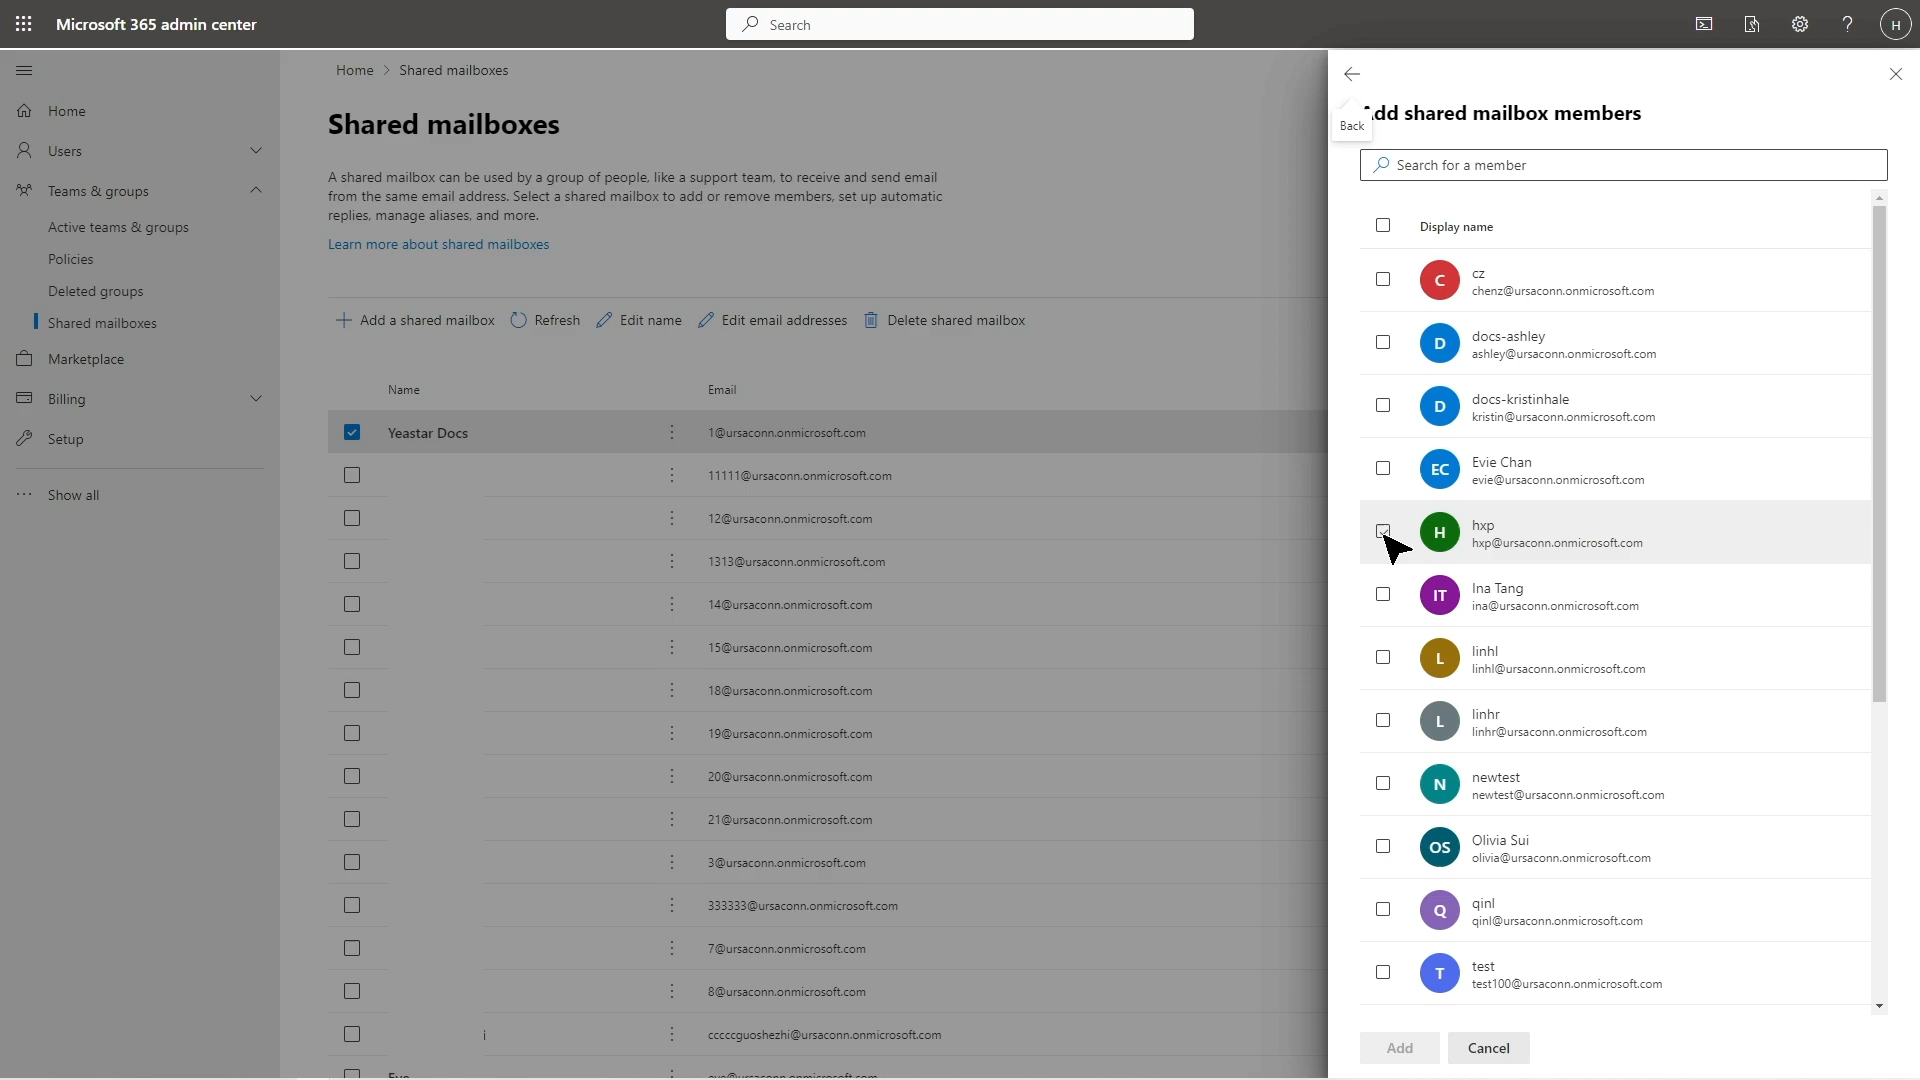 Microsoft 365 admin center
Search
?
H
Home
Users
Teams & groups
Active teams & groups
Policies
Deleted groups
Shared mailboxes
Marketplace
Billing
Setup
Show all
Home > Shared mailboxes
Shared mailboxes
A shared mailbox can be used by a group of people, like a support team, to receive and send email
from the same email address. Select a shared mailbox to add or remove members, set up automatic
replies, manage aliases, and more.
Learn more about shared mailboxes
Add a shared mailbox Refresh Edit name Edit email addresses Delete shared mailbox
Name Email
Yeastar Docs 1@ursaconn.onmicrosoft.com
11111@ursaconn.onmicrosoft.com
12@ursaconn.onmicrosoft.com
1313@ursaconn.onmicrosoft.com
14@ursaconn.onmicrosoft.com
15@ursaconn.onmicrosoft.com
18@ursaconn.onmicrosoft.com
19@ursaconn.onmicrosoft.com
20@ursaconn.onmicrosoft.com
21@ursaconn.onmicrosoft.com
3@ursaconn.onmicrosoft.com
333333@ursaconn.onmicrosoft.com
7@ursaconn.onmicrosoft.com
8@ursaconn.onmicrosoft.com
i cccccguoshezhi@ursaconn.onmicrosoft.com
Back
Add shared mailbox members
Search for a member
Display name
C
cz
chenz@ursaconn.onmicrosoft.com
D
docs-ashley
ashley@ursaconn.onmicrosoft.com
D
docs-kristinhale
kristin@ursaconn.onmicrosoft.com
EC
Evie Chan
evie@ursaconn.onmicrosoft.com
H
hxp
hxp@ursaconn.onmicrosoft.com
IT
Ina Tang
ina@ursaconn.onmicrosoft.com
L
linhl
linhl@ursaconn.onmicrosoft.com
L
linhr
linhr@ursaconn.onmicrosoft.com
N
newtest
newtest@ursaconn.onmicrosoft.com
OS
Olivia Sui
olivia@ursaconn.onmicrosoft.com
Q
qinl
qinl@ursaconn.onmicrosoft.com
T
test
test100@ursaconn.onmicrosoft.com
Add Cancel